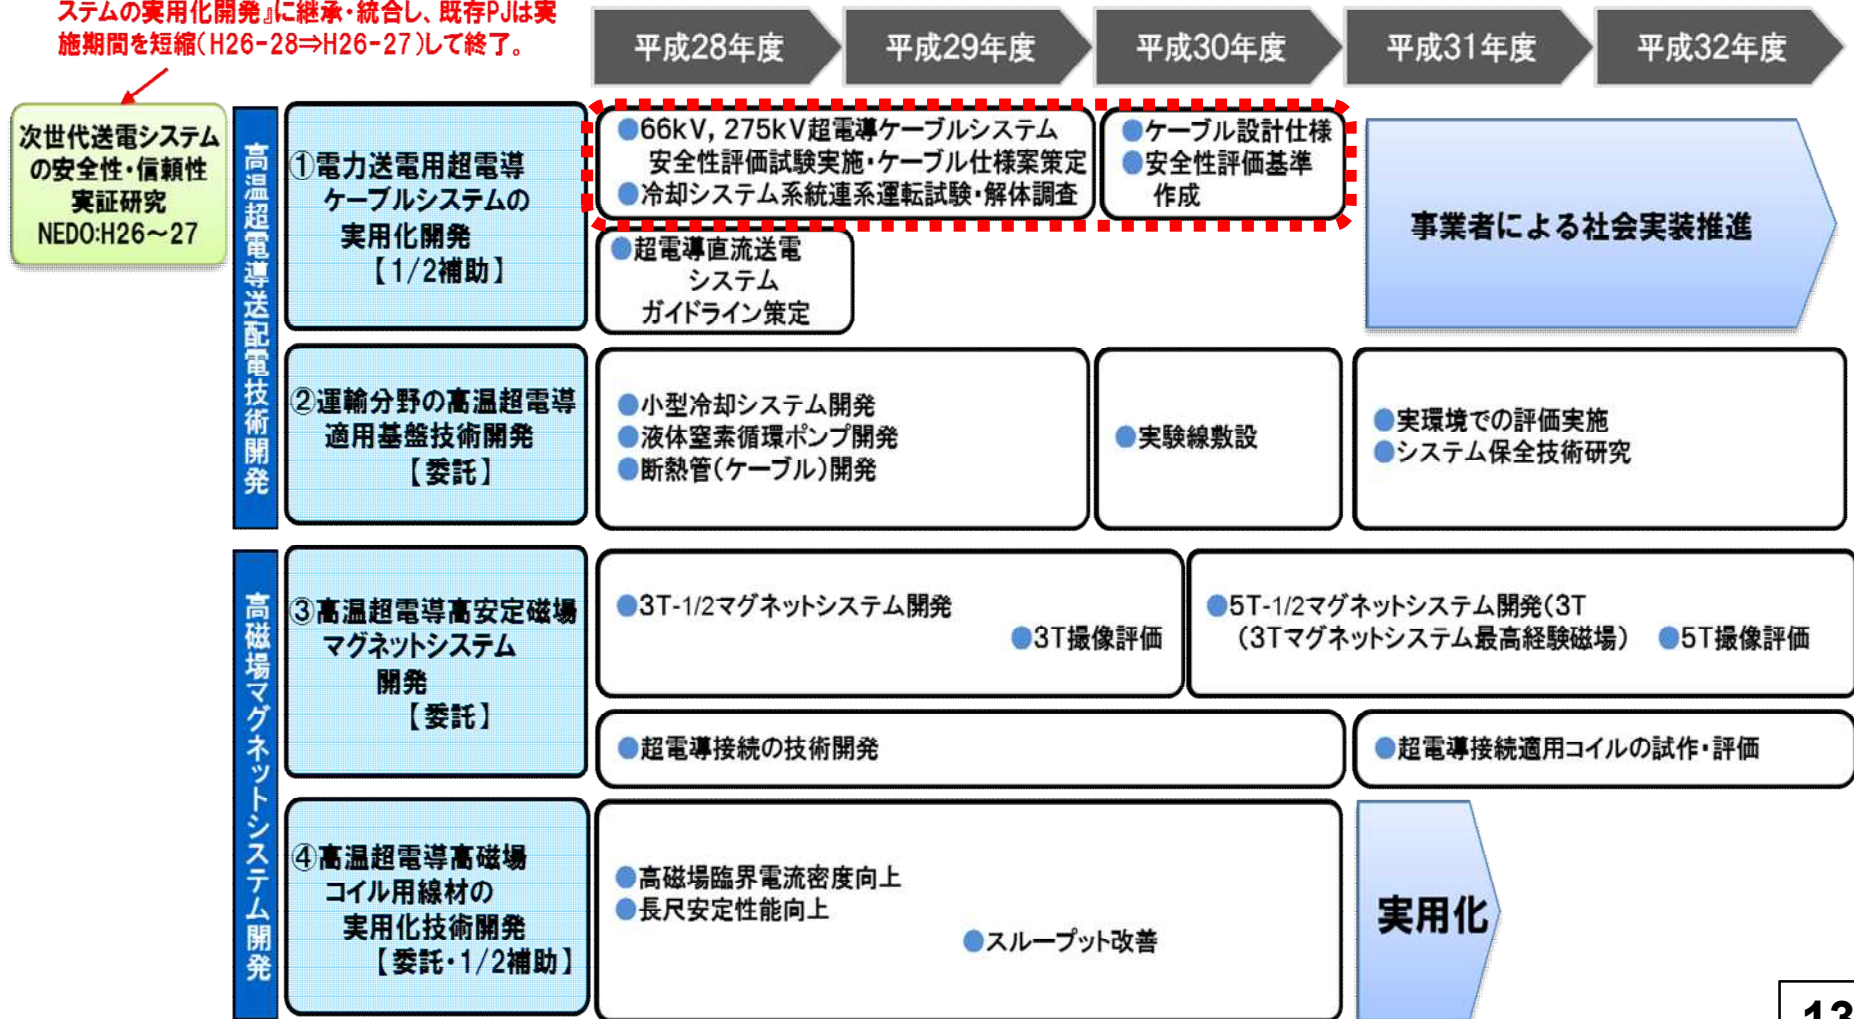 ステムの実用化開発』に継承・統合し、既存PJは実
施期間を短縮(H26-28⇒H26-27)して終了。
平成28年度
平成29年度
平成30年度
平成31年度
平成32年度
次世代送電システム
の安全性・信頼性
実証研究
NEDO:H26～27
高温超電導送配電技術開発
①電力送電用超電導
ケーブルシステムの
実用化開発
【1/2補助】
●66kV, 275kV超電導ケーブルシステム
安全性評価試験実施・ケーブル仕様案策定
●冷却システム系統連系運転試験・解体調査
●ケーブル設計仕様
●安全性評価基準
作成
●超電導直流送電
システム
ガイドライン策定
事業者による社会実装推進
②運輸分野の高温超電導
適用基盤技術開発
【委託】
●小型冷却システム開発
●液体窒素循環ポンプ開発
●断熱管(ケーブル)開発
●実験線敷設
●実環境での評価実施
●システム保全技術研究
高磁場マグネットシステム開発
③高温超電導高安定磁場
マグネットシステム
開発
【委託】
●3T-1/2マグネットシステム開発
●3T撮像評価
●5T-1/2マグネットシステム開発(3T
(3Tマグネットシステム最高経験磁場) ●5T撮像評価
●超電導接続の技術開発
●超電導接続適用コイルの試作・評価
④高温超電導高磁場
コイル用線材の
実用化技術開発
【委託・1/2補助】
●高磁場臨界電流密度向上
●長尺安定性能向上
●スループット改善
実用化
13